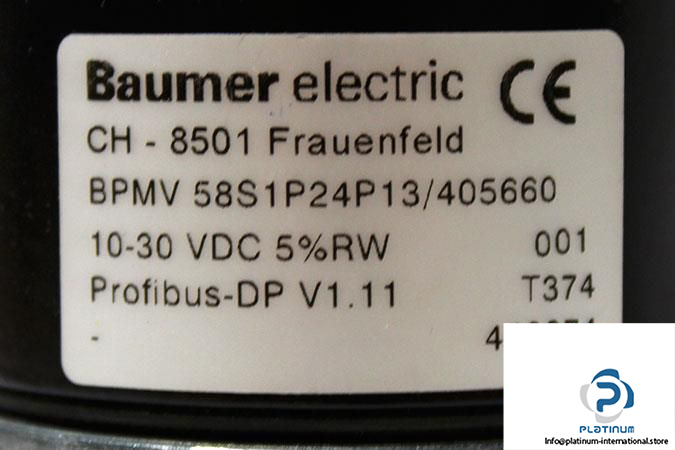 Baumer electric CE
CH - 8501 Frauenfeld
BPMV 58S1P24P13/405660
10-30 VDC 5%RW 001
Profibus-DP V1.11 T374
-
PLATINUM
Info@platinum-international.store